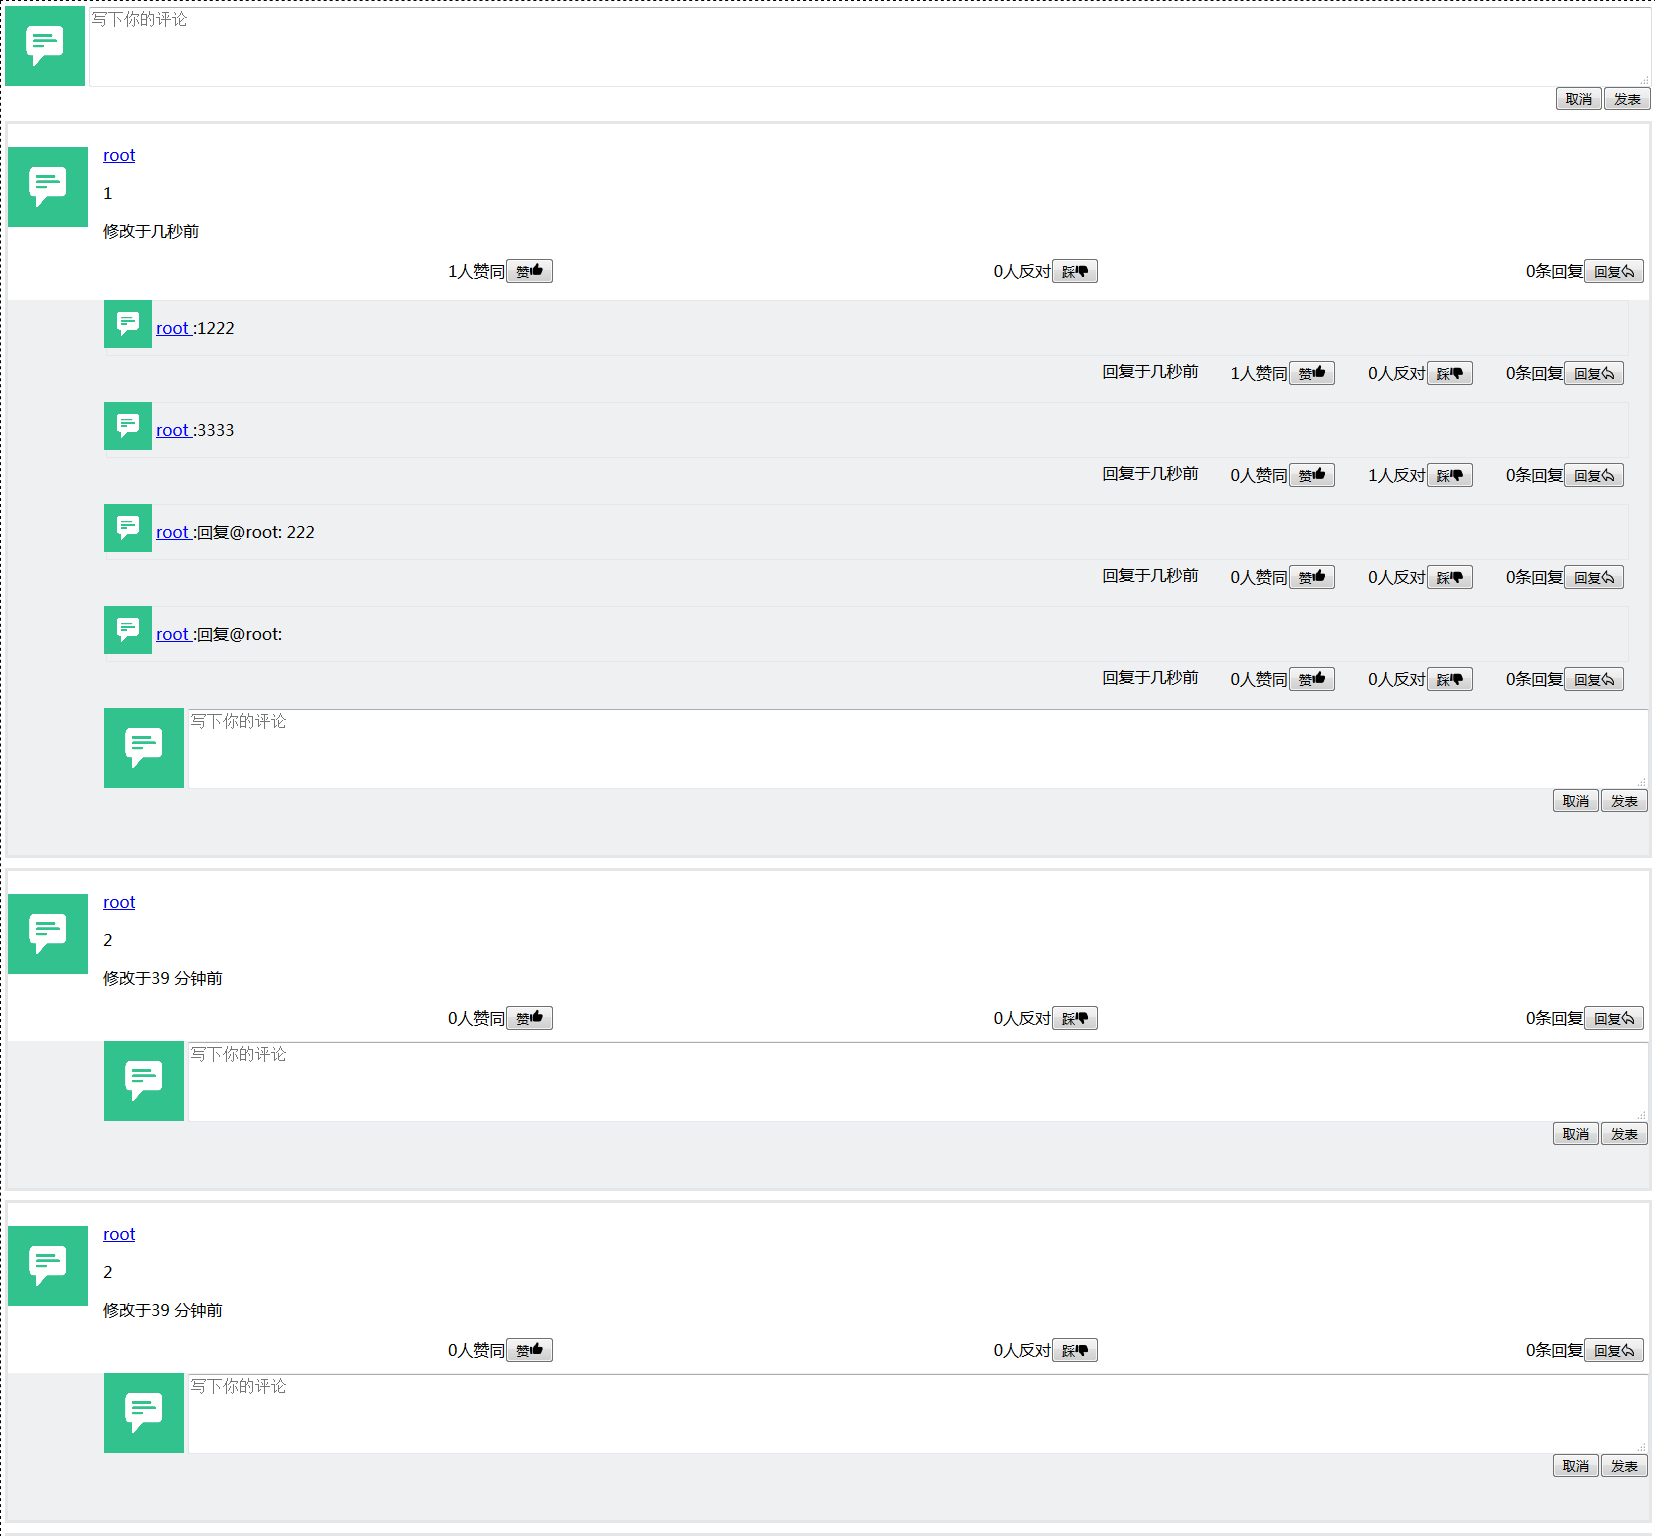 写下你的评论
取消 发表
root
1
修改于几秒前
1人赞同 赞 0人反对 踩 0条回复 回复
root :1222
回复于几秒前 1人赞同 赞 0人反对 踩 0条回复 回复
root :3333
回复于几秒前 0人赞同 赞 1人反对 踩 0条回复 回复
root :回复@root: 222
回复于几秒前 0人赞同 赞 0人反对 踩 0条回复 回复
root :回复@root:
回复于几秒前 0人赞同 赞 0人反对 踩 0条回复 回复
写下你的评论
取消 发表
root
2
修改于39 分钟前
0人赞同 赞 0人反对 踩 0条回复 回复
写下你的评论
取消 发表
root
2
修改于39 分钟前
0人赞同 赞 0人反对 踩 0条回复 回复
写下你的评论
取消 发表